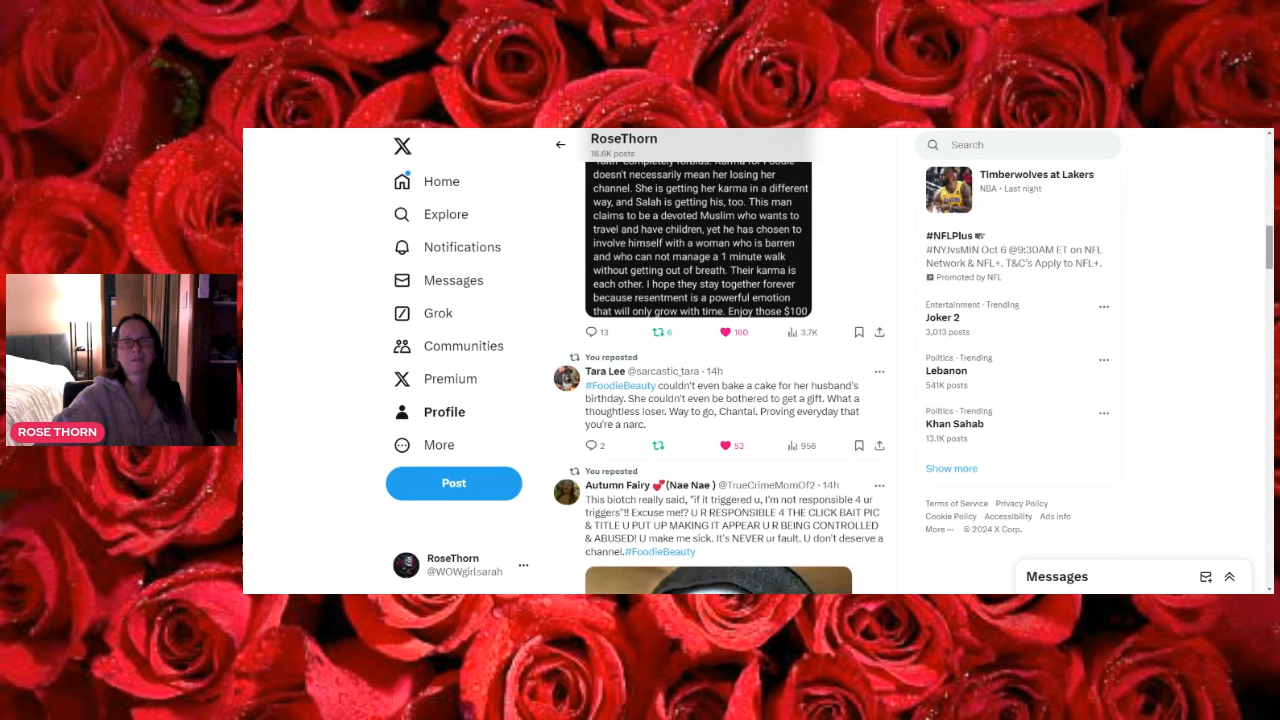 RoseThorn
18.6K posts
"faith" completely forbids. Karma for Foodie
doesn't necessarily mean her losing her
channel. She is getting her karma in a different
way, and Salah is getting his, too. This man
claims to be a devoted Muslim who wants to
travel and have children, yet he has chosen to
involve himself with a woman who is barren
and who can not manage a 1 minute walk
without getting out of breath. Their karma is
each other. I hope they stay together forever
because resentment is a powerful emotion
that will only grow with time. Enjoy those $100
13 6 160 3.7K
You reposted
Tara Lee @sarcastic_tara · 14h
#FoodieBeauty couldn't even bake a cake for her husband's
birthday. She couldn't even be bothered to get a gift. What a
thoughtless loser. Way to go, Chantal. Proving everyday that
you're a narc.
2 53 956
You reposted
Autumn Fairy 💕(Nae Nae ) @TrueCrimeMomOf2 · 14h
This biotch really said, "if it triggered u, I'm not responsible 4 ur
triggers"!! Excuse me!? U R RESPONSIBLE 4 THE CLICK BAIT PIC
& TITLE U PUT UP MAKING IT APPEAR U R BEING CONTROLLED
& ABUSED! U make me sick. It's NEVER ur fault. U don't deserve a
channel.#FoodieBeauty
Home
Explore
Notifications
Messages
Grok
Communities
Premium
Profile
More
Post
RoseThorn
@WOWgirlsarah
ROSE THORN
Search
Timberwolves at Lakers
NBA · Last night
#NFLPlus
#NYJvsMIN Oct 6 @9:30AM ET on NFL
Network & NFL+. T&C's Apply to NFL+.
Promoted by NFL
Entertainment · Trending
Joker 2
3,013 posts
Politics · Trending
Lebanon
541K posts
Politics · Trending
Khan Sahab
13.1K posts
Show more
Terms of Service Privacy Policy
Cookie Policy Accessibility Ads info
More ··· © 2024 X Corp.
Messages